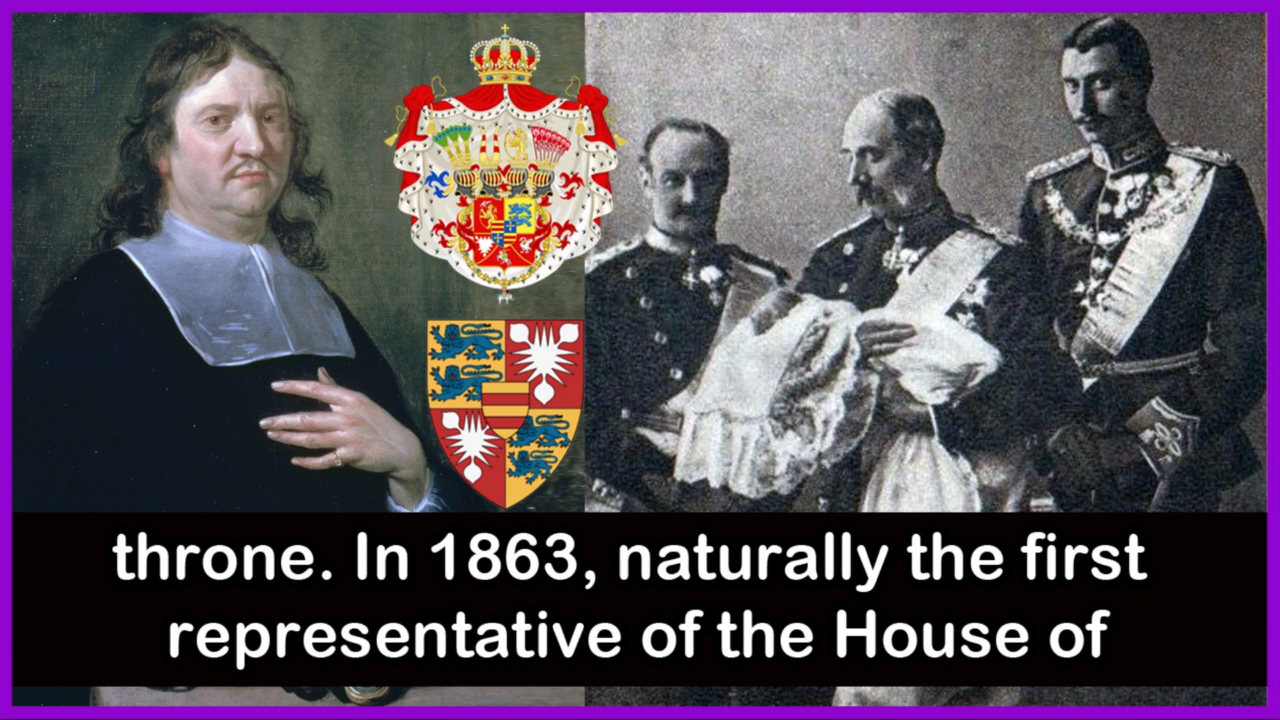 throne. In 1863, naturally the first
representative of the House of